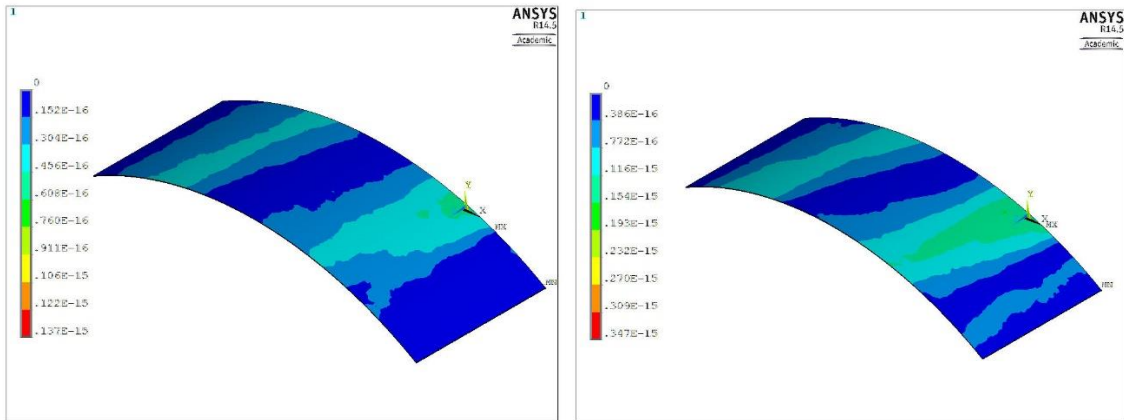 1
ANSYS
R14.5
Academic
0
.152E-16
.304E-16
.456E-16
.608E-16
.760E-16
.911E-16
.106E-15
.122E-15
.137E-15
Y
X
MX
MN
1
ANSYS
R14.5
Academic
0
.386E-16
.772E-16
.116E-15
.154E-15
.193E-15
.232E-15
.270E-15
.309E-15
.347E-15
Y
X
MX
MN